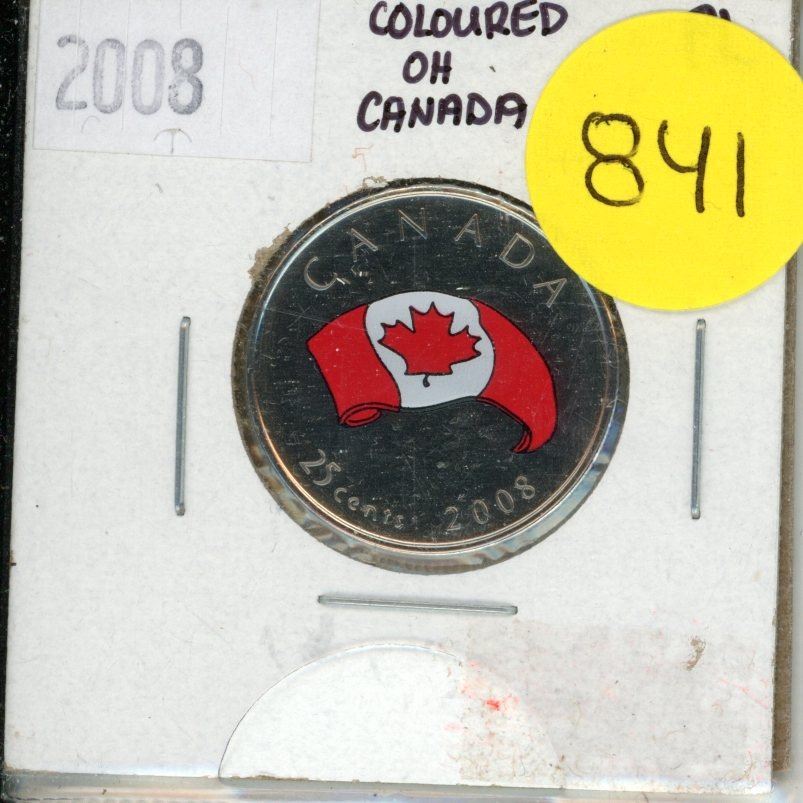 2008
COLOURED
OH
CANADA
841
CANADA
25 cents 2008